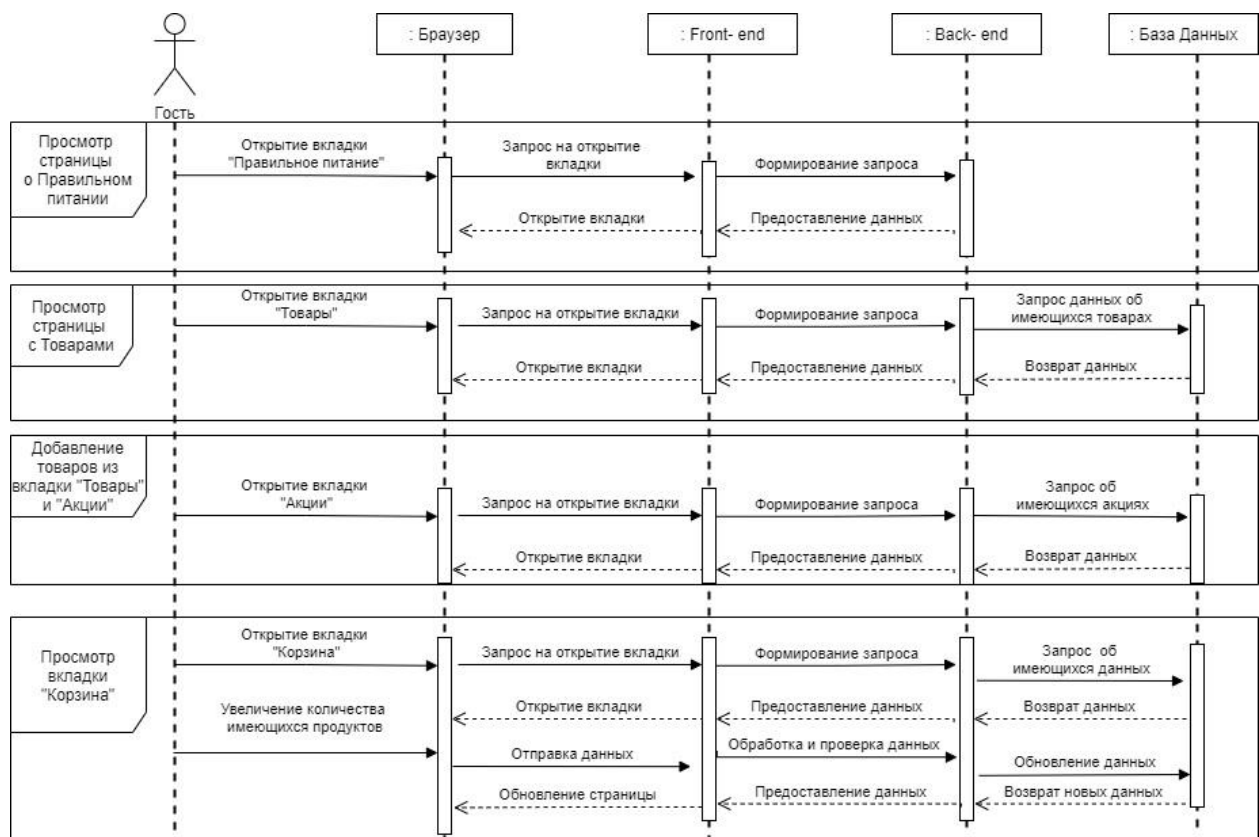 : Браузер
: Front- end
: Back- end
: База Данных
Гость
Просмотр
страницы
о Правильном
питании
Открытие вкладки
"Правильное питание"
Запрос на открытие
вкладки
Формирование запроса
Открытие вкладки
Предоставление данных
Просмотр
страницы
с Товарами
Открытие вкладки
"Товары"
Запрос на открытие вкладки
Формирование запроса
Запрос данных об
имеющихся товарах
Открытие вкладки
Предоставление данных
Возврат данных
Добавление
товаров из
вкладки "Товары"
и "Акции"
Открытие вкладки
"Акции"
Запрос на открытие вкладки
Формирование запроса
Запрос об
имеющихся акциях
Открытие вкладки
Предоставление данных
Возврат данных
Просмотр
вкладки
"Корзина"
Открытие вкладки
"Корзина"
Запрос на открытие вкладки
Формирование запроса
Запрос об
имеющихся данных
Открытие вкладки
Предоставление данных
Возврат данных
Увеличение количества
имеющихся продуктов
Отправка данных
Обработка и проверка данных
Обновление данных
Обновление страницы
Предоставление данных
Возврат новых данных